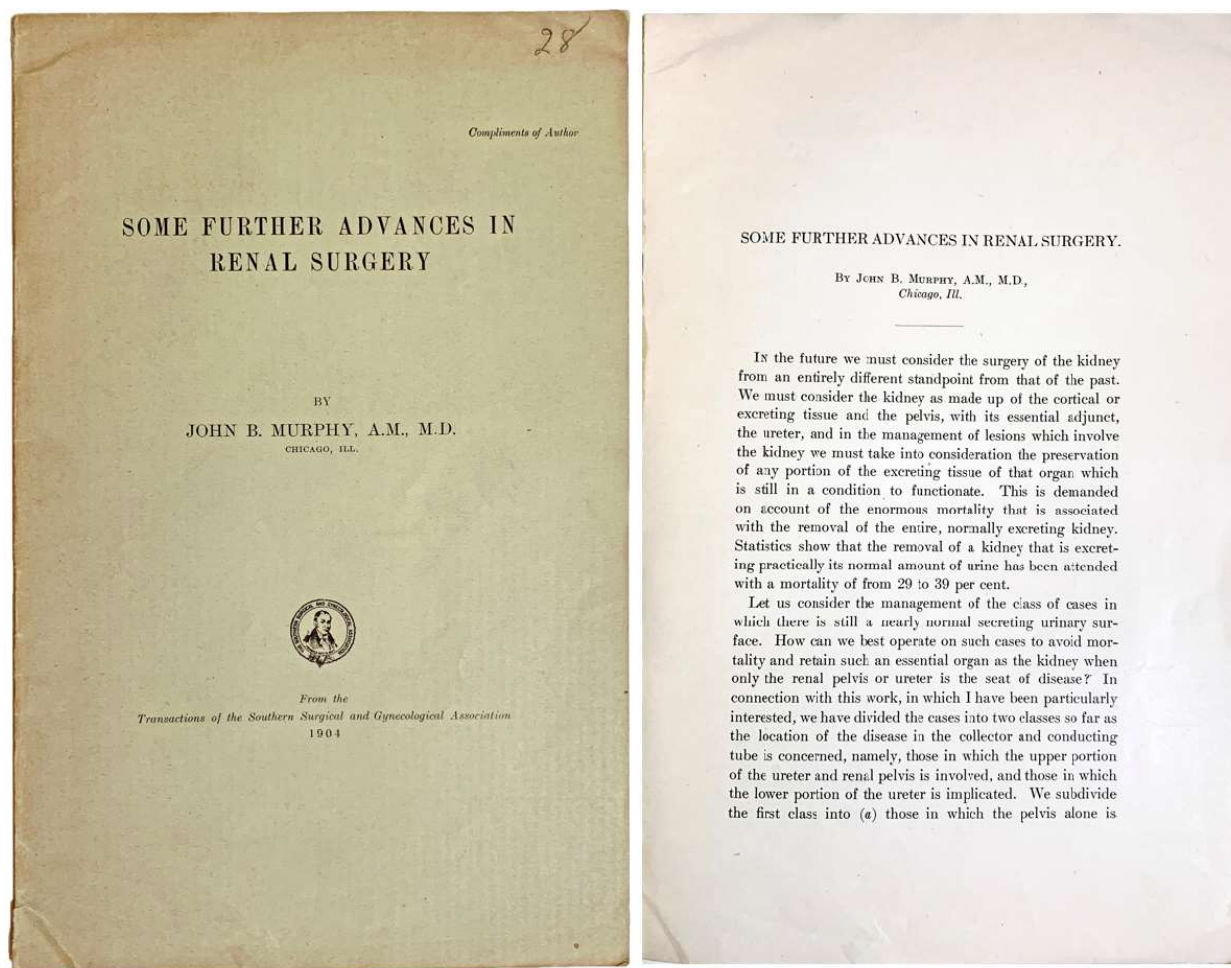 28
Compliments of Author
SOME FURTHER ADVANCES IN
RENAL SURGERY
BY
JOHN B. MURPHY, A.M., M.D.
CHICAGO, ILL.
From the
Transactions of the Southern Surgical and Gynecological Association
1904
SOME FURTHER ADVANCES IN RENAL SURGERY.
By John B. Murphy, A.M., M.D.,
Chicago, Ill.
In the future we must consider the surgery of the kidney
from an entirely different standpoint from that of the past.
We must consider the kidney as made up of the cortical or
excreting tissue and the pelvis, with its essential adjunct,
the ureter, and in the management of lesions which involve
the kidney we must take into consideration the preservation
of any portion of the excreting tissue of that organ which
is still in a condition to functionate. This is demanded
on account of the enormous mortality that is associated
with the removal of the entire, normally excreting kidney.
Statistics show that the removal of a kidney that is excret-
ing practically its normal amount of urine has been attended
with a mortality of from 29 to 39 per cent.
Let us consider the management of the class of cases in
which there is still a nearly normal secreting urinary sur-
face. How can we best operate on such cases to avoid mor-
tality and retain such an essential organ as the kidney when
only the renal pelvis or ureter is the seat of disease? In
connection with this work, in which I have been particularly
interested, we have divided the cases into two classes so far as
the location of the disease in the collector and conducting
tube is concerned, namely, those in which the upper portion
of the ureter and renal pelvis is involved, and those in which
the lower portion of the ureter is implicated. We subdivide
the first class into (a) those in which the pelvis alone is